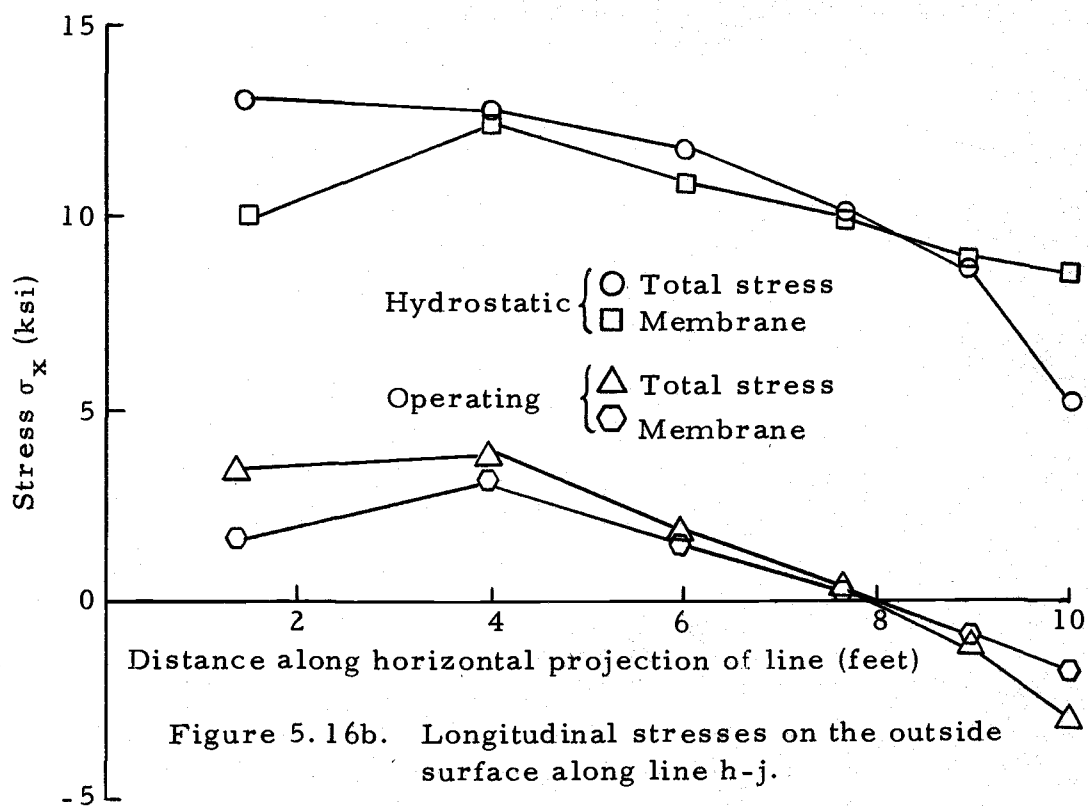 15
10
5
0
-5
Stress σx (ksi)
Hydrostatic
Total stress
Membrane
Operating
Total stress
Membrane
2 4 6 8 10
Distance along horizontal projection of line (feet)
Figure 5.16b. Longitudinal stresses on the outside
surface along line h-j.